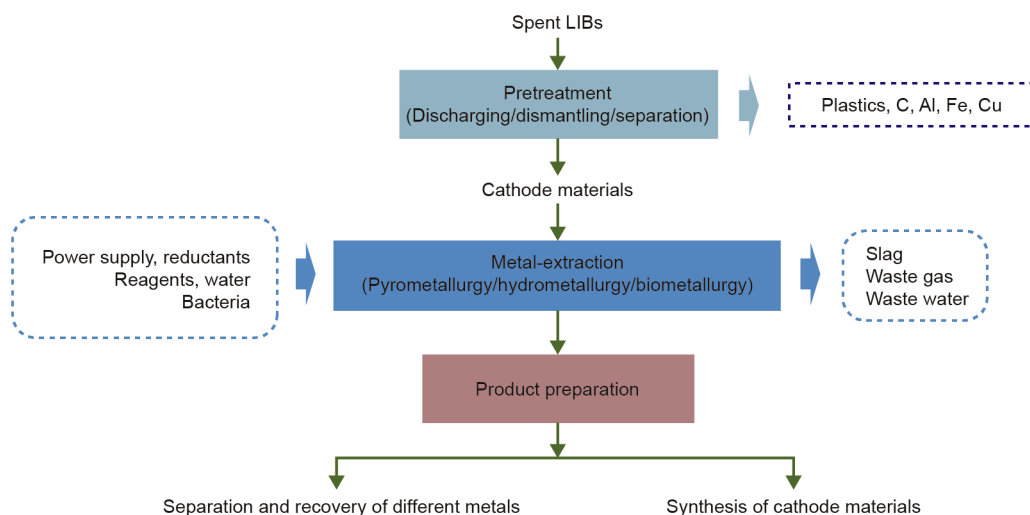 Spent LIBs
Pretreatment
(Discharging/dismantling/separation)
Plastics, C, Al, Fe, Cu
Cathode materials
Power supply, reductants
Reagents, water
Bacteria
Metal-extraction
(Pyrometallurgy/hydrometallurgy/biometallurgy)
Slag
Waste gas
Waste water
Product preparation
Separation and recovery of different metals
Synthesis of cathode materials